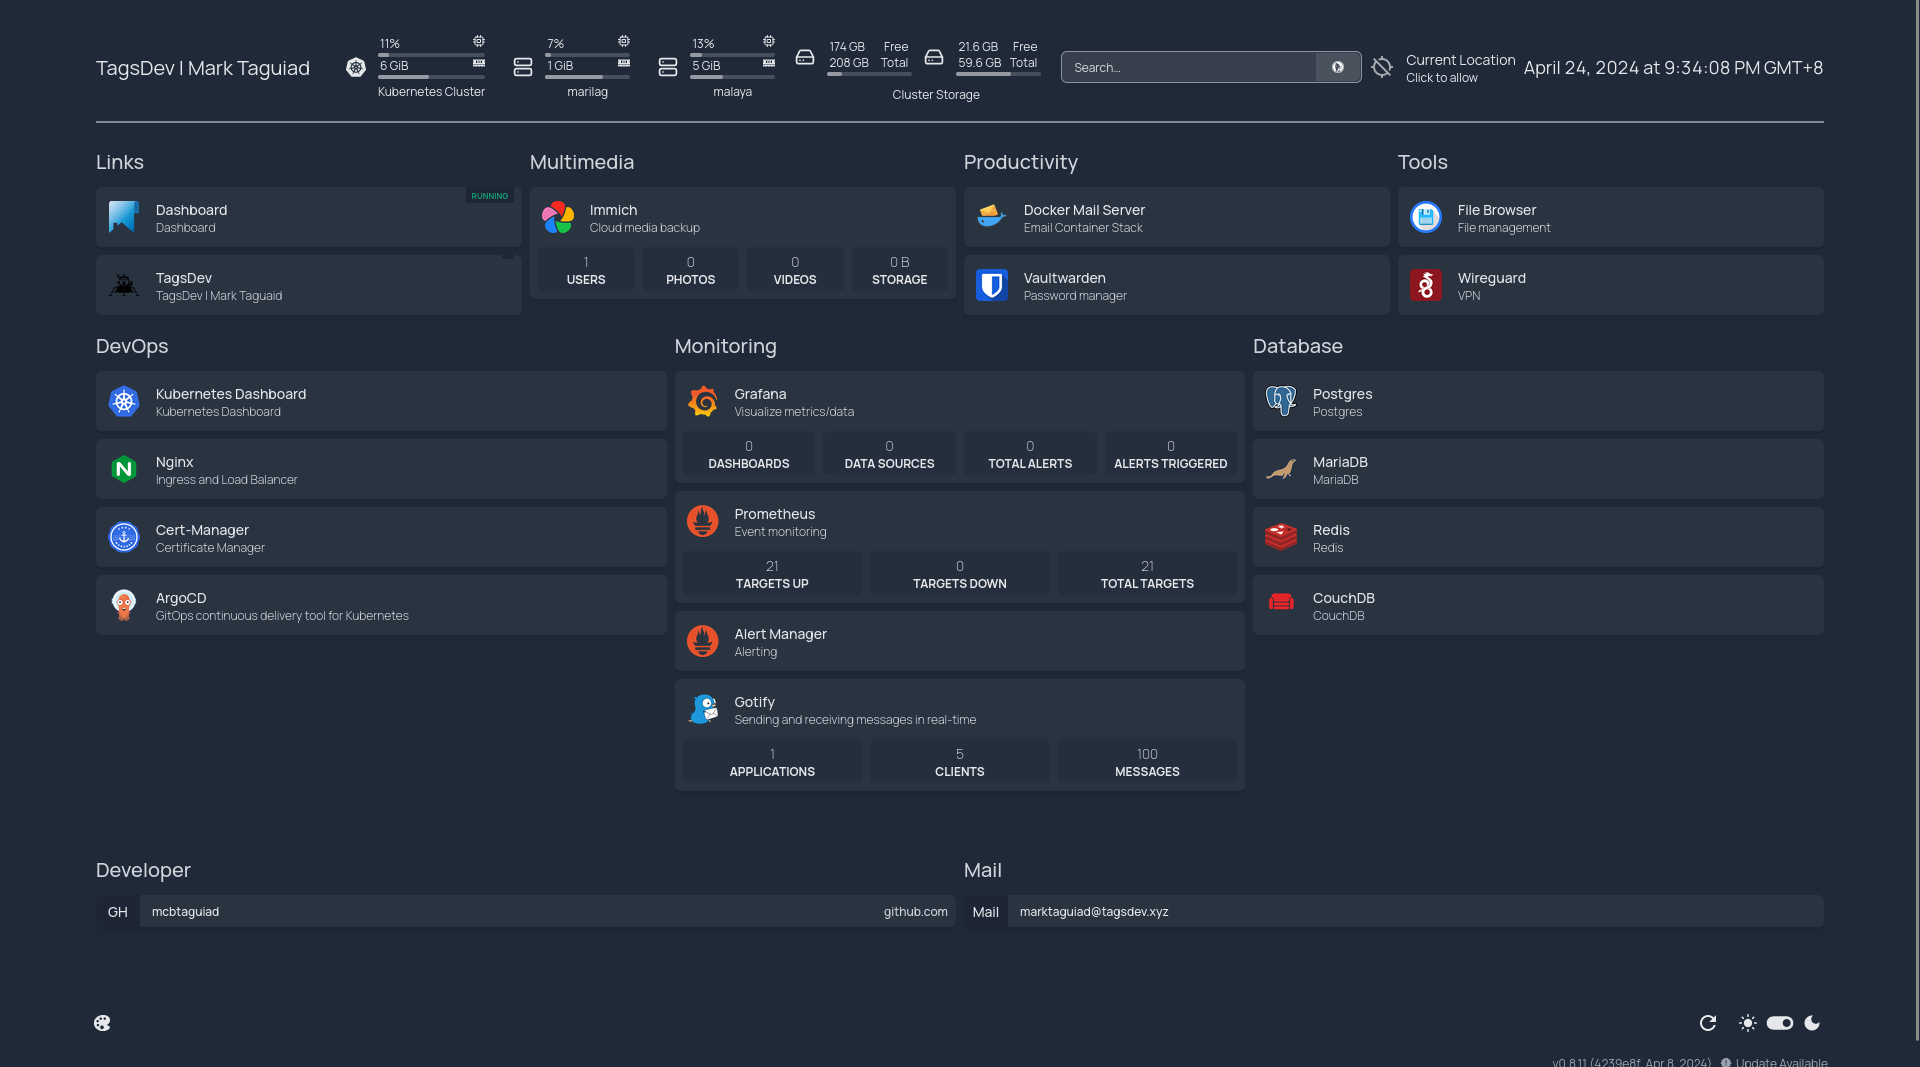 TagsDev | Mark Taguiad
11%
6 GiB
Kubernetes Cluster
7%
1 GiB
marilag
13%
5 GiB
malaya
174 GB Free
208 GB Total
21.6 GB Free
59.6 GB Total
Cluster Storage
Search...
Current Location
Click to allow
April 24, 2024 at 9:34:08 PM GMT+8
Links
Dashboard
Dashboard
RUNNING
TagsDev
TagsDev | Mark Taguaid
Multimedia
Immich
Cloud media backup
1 0 0 0 B
USERS PHOTOS VIDEOS STORAGE
Productivity
Docker Mail Server
Email Container Stack
Vaultwarden
Password manager
Tools
File Browser
File management
Wireguard
VPN
DevOps
Kubernetes Dashboard
Kubernetes Dashboard
Nginx
Ingress and Load Balancer
Cert-Manager
Certificate Manager
ArgoCD
GitOps continuous delivery tool for Kubernetes
Monitoring
Grafana
Visualize metrics/data
0 0 0 0
DASHBOARDS DATA SOURCES TOTAL ALERTS ALERTS TRIGGERED
Prometheus
Event monitoring
21 0 21
TARGETS UP TARGETS DOWN TOTAL TARGETS
Alert Manager
Alerting
Gotify
Sending and receiving messages in real-time
1 5 100
APPLICATIONS CLIENTS MESSAGES
Database
Postgres
Postgres
MariaDB
MariaDB
Redis
Redis
CouchDB
CouchDB
Developer
GH mcbtaguiad github.com
Mail
Mail marktaguiad@tagsdev.xyz
v0.8.11 (4239e8f, Apr 8, 2024) Update Available